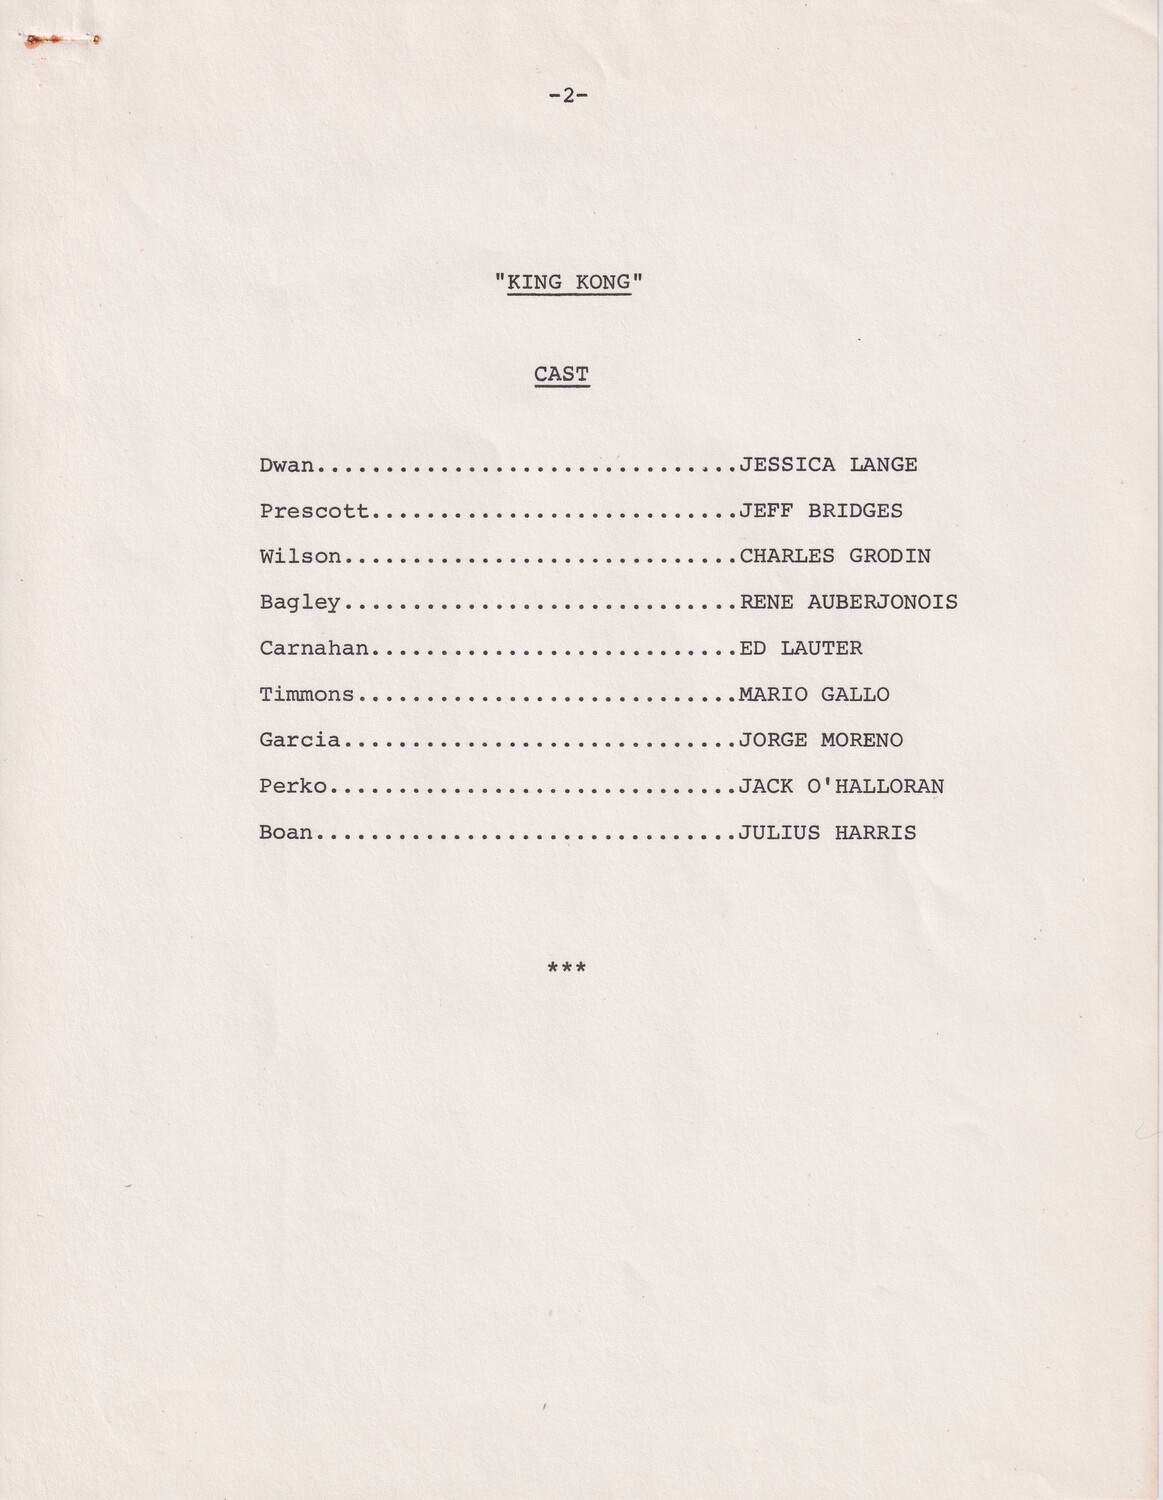 -2-
"KING KONG"
CAST
Dwan...............................JESSICA LANGE
Prescott...........................JEFF BRIDGES
Wilson.............................CHARLES GRODIN
Bagley.............................RENE AUBERJONOIS
Carnahan...........................ED LAUTER
Timmons............................MARIO GALLO
Garcia.............................JORGE MORENO
Perko..............................JACK O'HALLORAN
Boan...............................JULIUS HARRIS
***